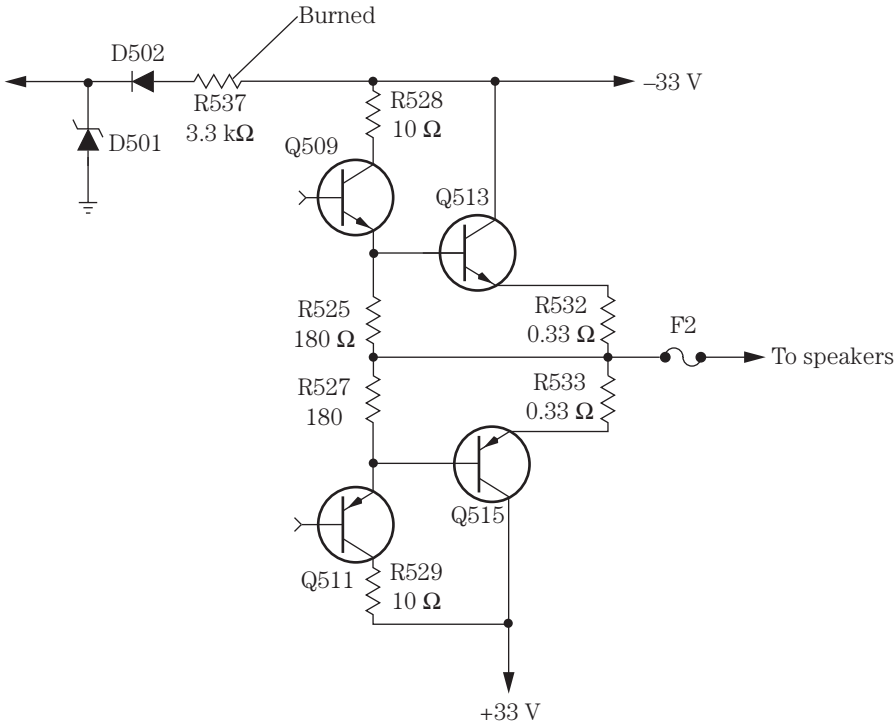 Burned
D502
R537
3.3 kΩ
D501
–33 V
R528
10 Ω
Q509
Q513
R525
180 Ω
R532
0.33 Ω
F2
To speakers
R527
180
R533
0.33 Ω
Q515
Q511
R529
10 Ω
+33 V